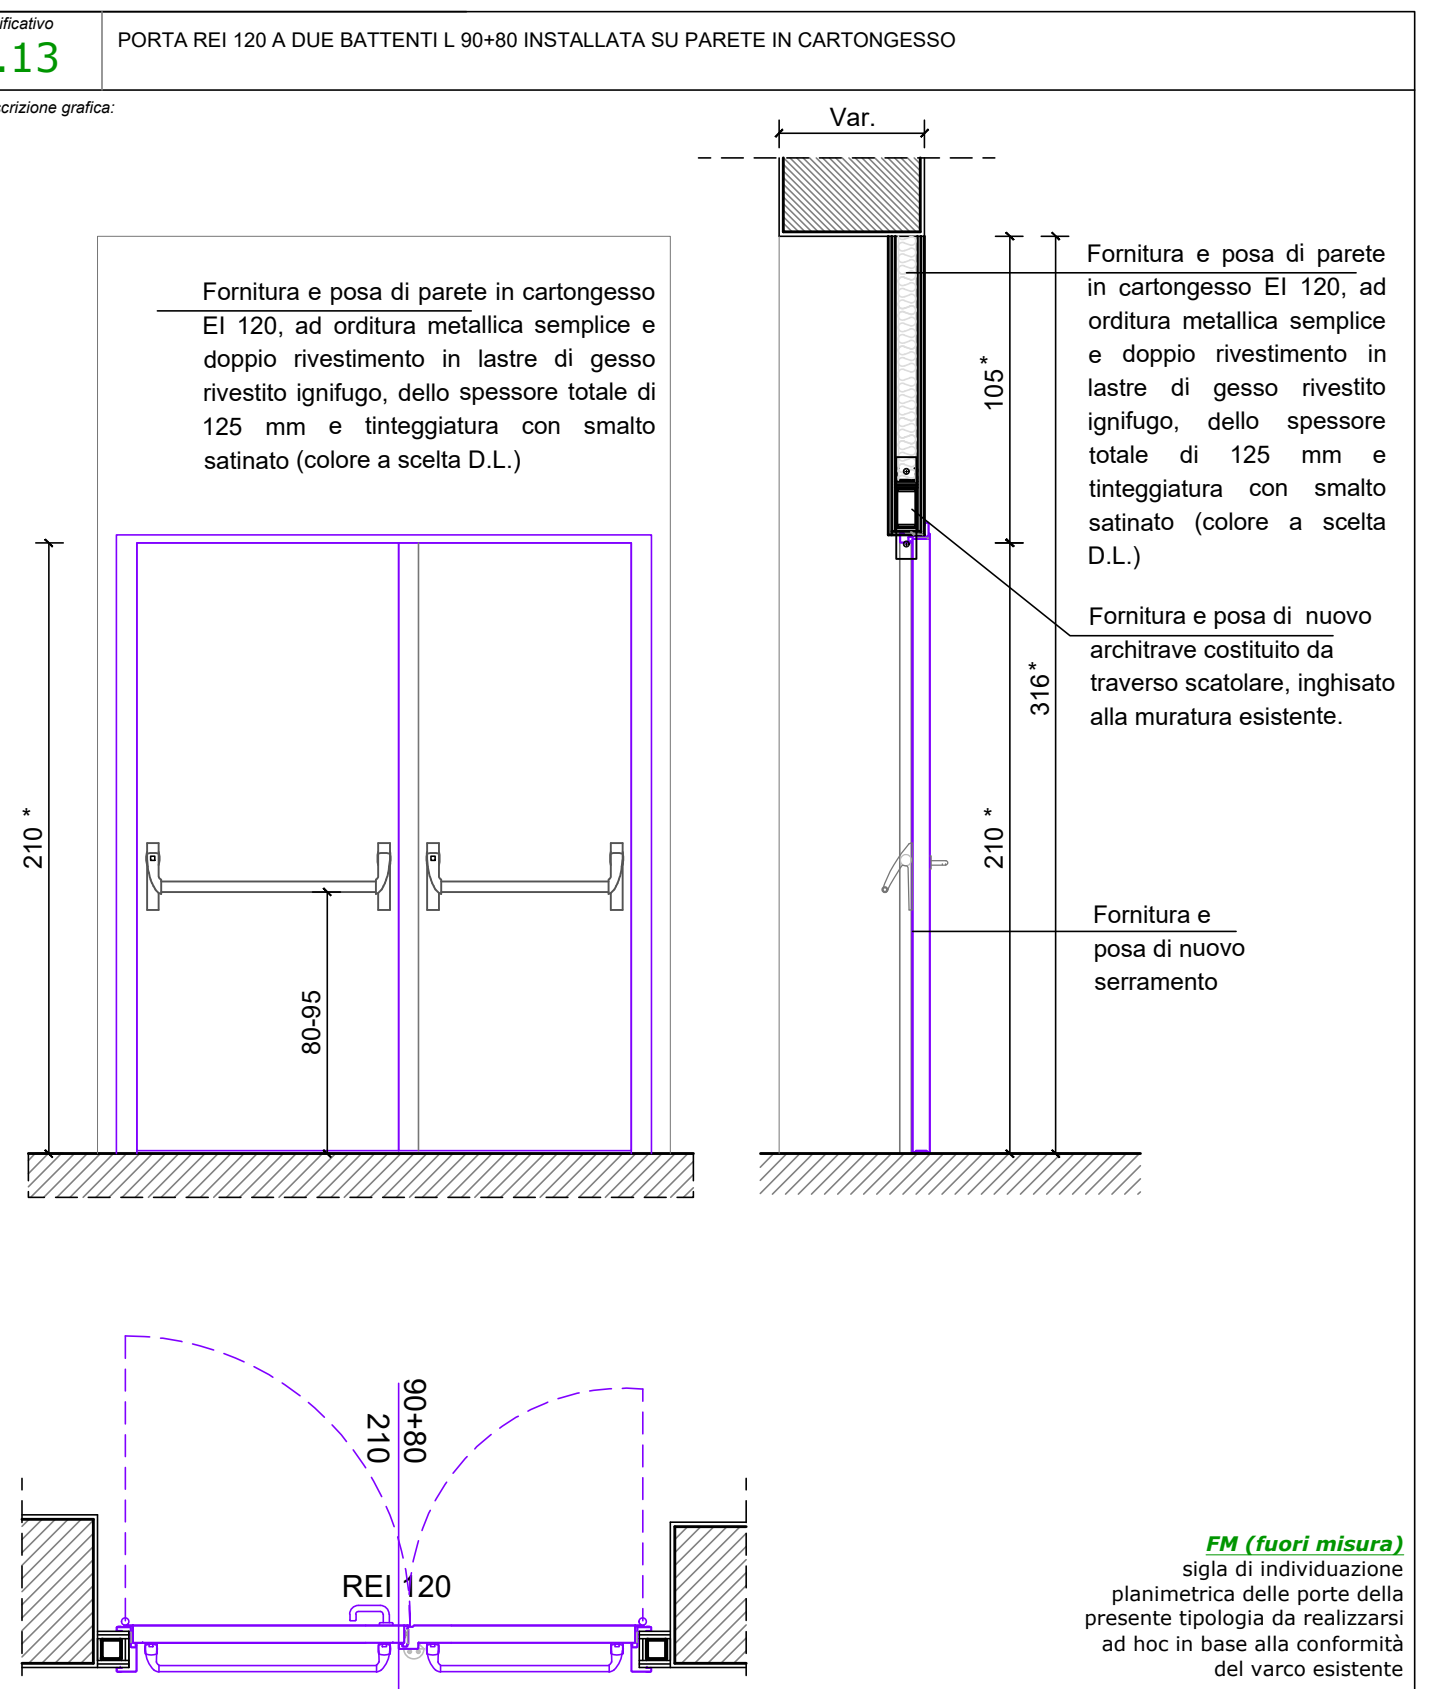 ificativo
.13
PORTA REI 120 A DUE BATTENTI L 90+80 INSTALLATA SU PARETE IN CARTONGESSO
scrizione grafica:
Var.
Fornitura e posa di parete in cartongesso
EI 120, ad orditura metallica semplice e
doppio rivestimento in lastre di gesso
rivestito ignifugo, dello spessore totale di
125 mm e tinteggiatura con smalto
satinato (colore a scelta D.L.)
Fornitura e posa di parete
in cartongesso EI 120, ad
orditura metallica semplice
e doppio rivestimento in
lastre di gesso rivestito
ignifugo, dello spessore
totale di 125 mm e
tinteggiatura con smalto
satinato (colore a scelta
D.L.)
105*
Fornitura e posa di nuovo
architrave costituito da
traverso scatolare, inghisato
alla muratura esistente.
316*
210 *
210 *
80-95
Fornitura e
posa di nuovo
serramento
90+80
210
REI 120
FM (fuori misura)
sigla di individuazione
planimetrica delle porte della
presente tipologia da realizzarsi
ad hoc in base alla conformità
del varco esistente